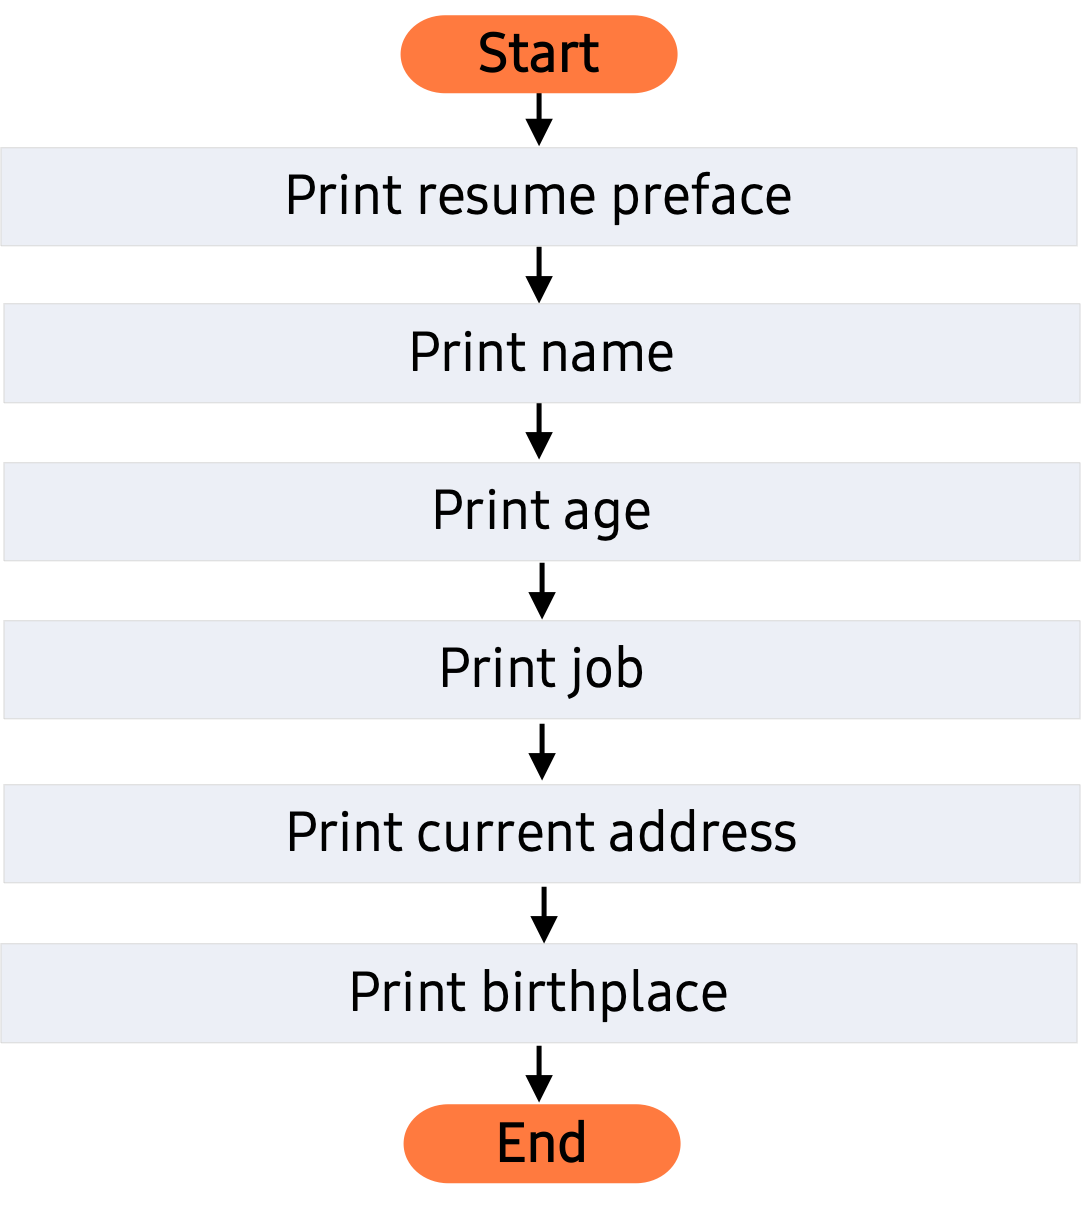 Start
Print resume preface
Print name
Print age
Print job
Print current address
Print birthplace
End